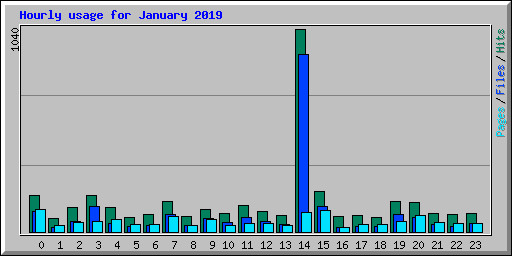 Hourly usage for January 2019
1040
Pages / Files / Hits
0 1 2 3 4 5 6 7 8 9 10 11 12 13 14 15 16 17 18 19 20 21 22 23